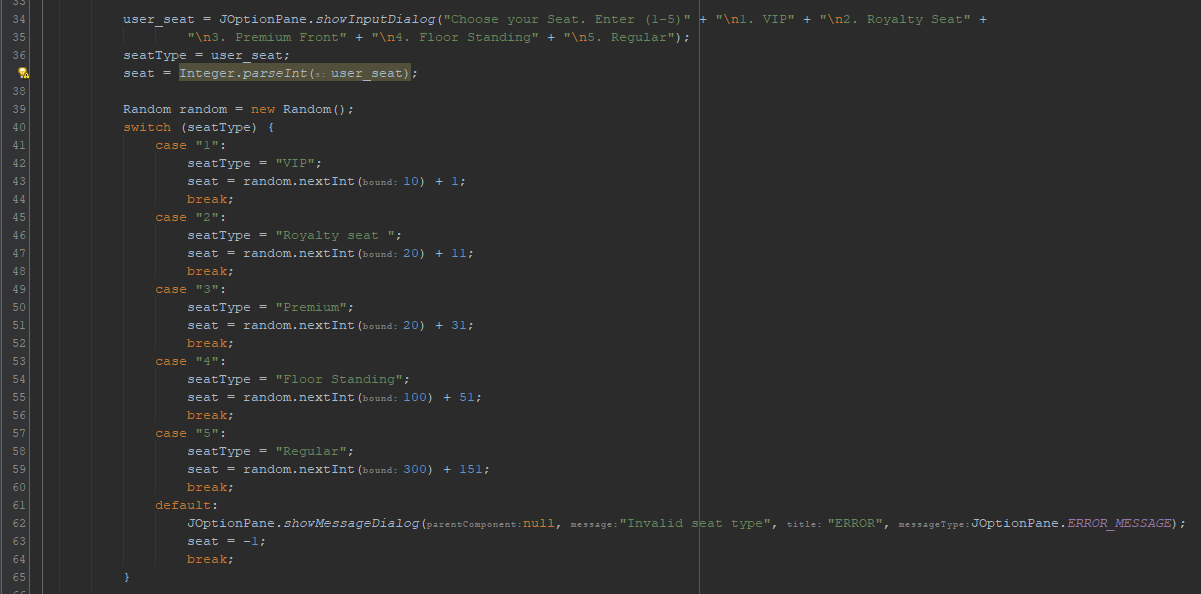 33
34 user_seat = JOptionPane.showInputDialog("Choose your Seat. Enter (1-5)" + "\n1. VIP" + "\n2. Royalty Seat" +
35 "\n3. Premium Front" + "\n4. Floor Standing" + "\n5. Regular");
36 seatType = user_seat;
seat = Integer.parseInt(s: user_seat);
38
39 Random random = new Random();
40 switch (seatType) {
41 case "1":
42 seatType = "VIP";
43 seat = random.nextInt(bound: 10) + 1;
44 break;
45 case "2":
46 seatType = "Royalty seat ";
47 seat = random.nextInt(bound: 20) + 11;
48 break;
49 case "3":
50 seatType = "Premium";
51 seat = random.nextInt(bound: 20) + 31;
52 break;
53 case "4":
54 seatType = "Floor Standing";
55 seat = random.nextInt(bound: 100) + 51;
56 break;
57 case "5":
58 seatType = "Regular";
59 seat = random.nextInt(bound: 300) + 151;
60 break;
61 default:
62 JOptionPane.showMessageDialog(parentComponent: null, message: "Invalid seat type", title: "ERROR", messageType: JOptionPane.ERROR_MESSAGE);
63 seat = -1;
64 break;
65 }